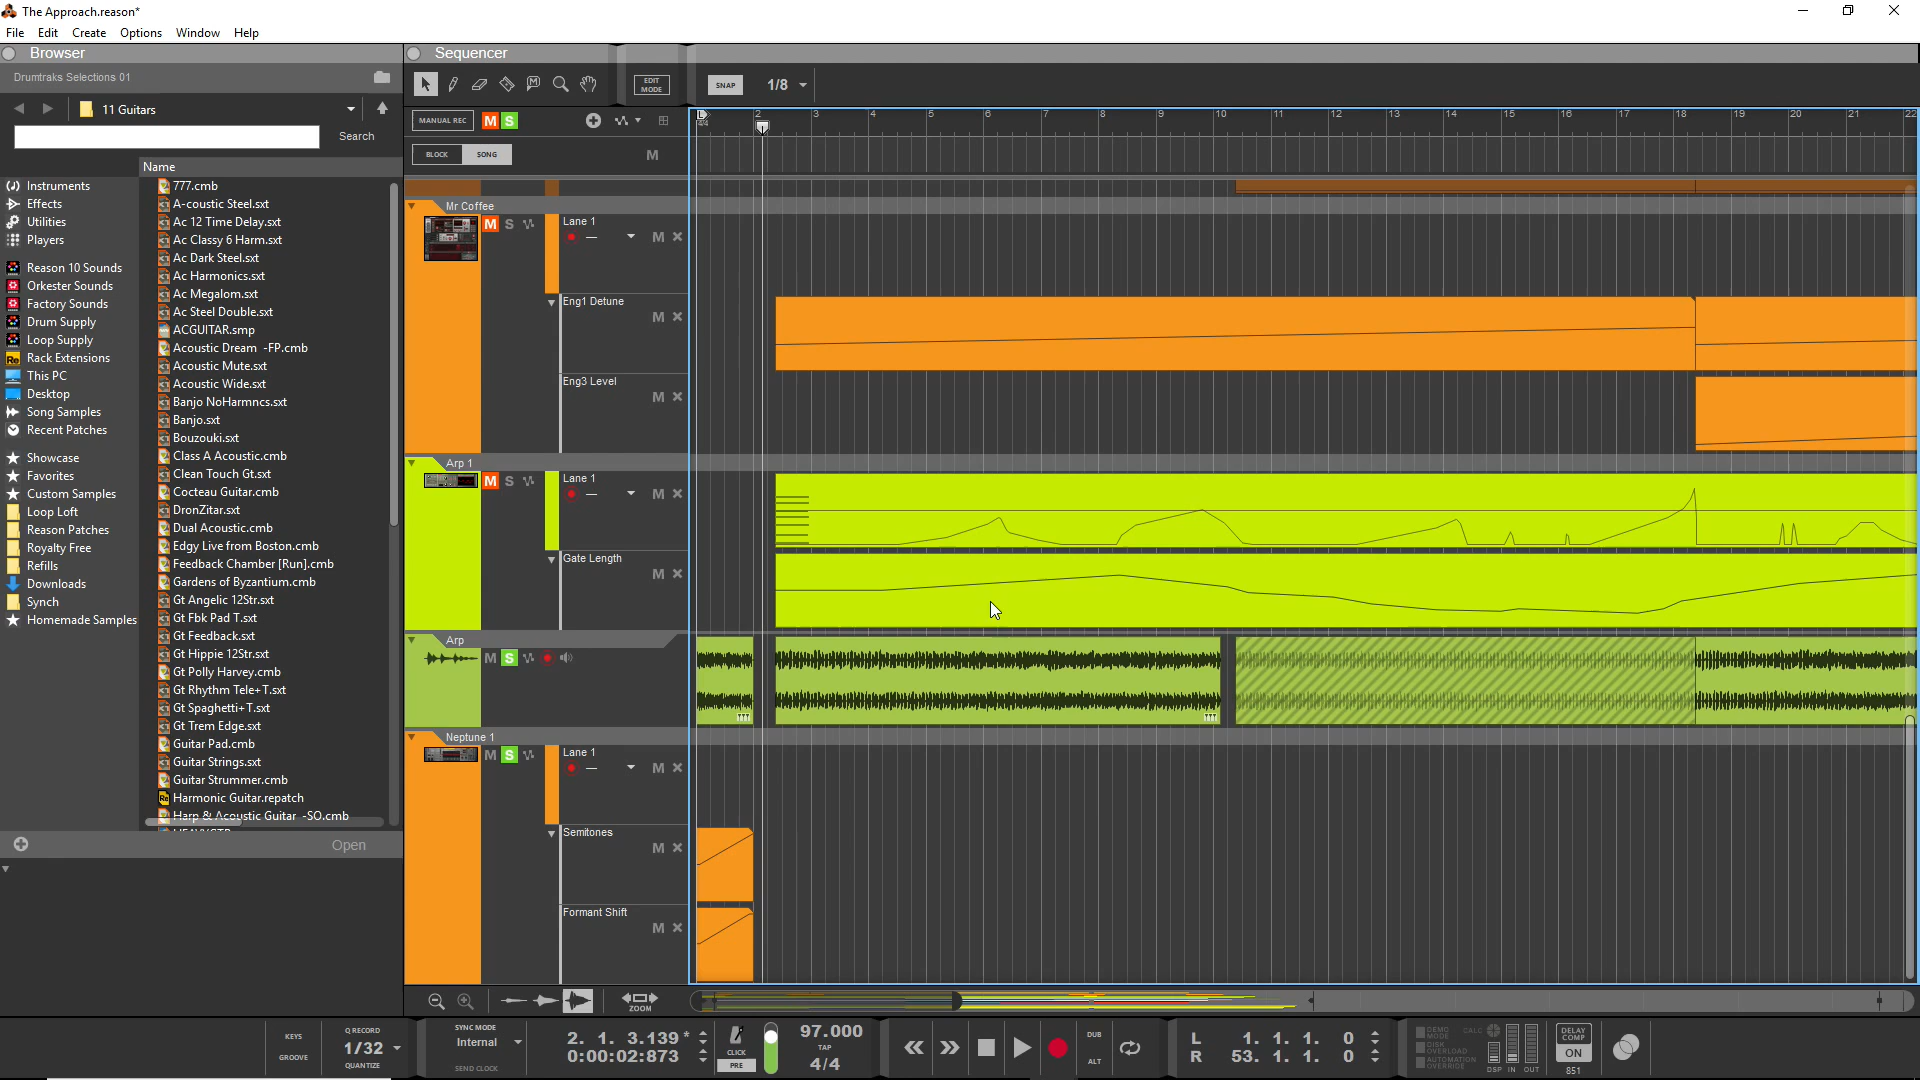 The Approach.reason*
File Edit Create Options Window Help
Browser
Drumtraks Selections 01
11 Guitars
Search
Name
Instruments
Effects
Utilities
Players
Reason 10 Sounds
Orkester Sounds
Factory Sounds
Drum Supply
Loop Supply
Rack Extensions
This PC
Desktop
Song Samples
Recent Patches
Showcase
Favorites
Custom Samples
Loop Loft
Reason Patches
Royalty Free
Refills
Downloads
Synch
Homemade Samples
777.cmb
A-coustic Steel.sxt
Ac 12 Time Delay.sxt
Ac Classy 6 Harm.sxt
Ac Dark Steel.sxt
Ac Harmonics.sxt
Ac Megalom.sxt
Ac Steel Double.sxt
ACGUITAR.smp
Acoustic Dream -FP.cmb
Acoustic Mute.sxt
Acoustic Wide.sxt
Banjo NoHarmncs.sxt
Banjo.sxt
Bouzouki.sxt
Class A Acoustic.cmb
Clean Touch Gt.sxt
Cocteau Guitar.cmb
DronZitar.sxt
Dual Acoustic.cmb
Edgy Live from Boston.cmb
Feedback Chamber [Run].cmb
Gardens of Byzantium.cmb
Gt Angelic 12Str.sxt
Gt Fbk Pad T.sxt
Gt Feedback.sxt
Gt Hippie 12Str.sxt
Gt Polly Harvey.cmb
Gt Rhythm Tele+T.sxt
Gt Spaghetti+T.sxt
Gt Trem Edge.sxt
Guitar Pad.cmb
Guitar Strings.sxt
Guitar Strummer.cmb
Harmonic Guitar.repatch
Harp & Acoustic Guitar -SO.cmb
Open
Sequencer
EDIT MODE
SNAP 1/8
MANUAL REC M S
BLOCK SONG M
L 2 3 4 5 6 7 8 9 10 11 12 13 14 15 16 17 18 19 20 21 22
4/4
Mr Coffee
M S Lane 1
M
Eng1 Detune
M
Eng3 Level
M
Arp 1
M S Lane 1
M
Gate Length
M
Arp
M S
Neptune 1
M S Lane 1
M
Semitones
M
Formant Shift
M
ZOOM
KEYS
GROOVE
Q RECORD
1/32
QUANTIZE
SYNC MODE
Internal
SEND CLOCK
2. 1. 3.139 *
0:00:02:873
CLICK
PRE
97.000
TAP
4/4
DUB
ALT
L 1. 1. 1. 0
R 53. 1. 1. 0
DEMO MODE
DISK OVERLOAD
AUTOMATION OVERRIDE
CALC
DSP IN OUT
DELAY COMP
ON
851